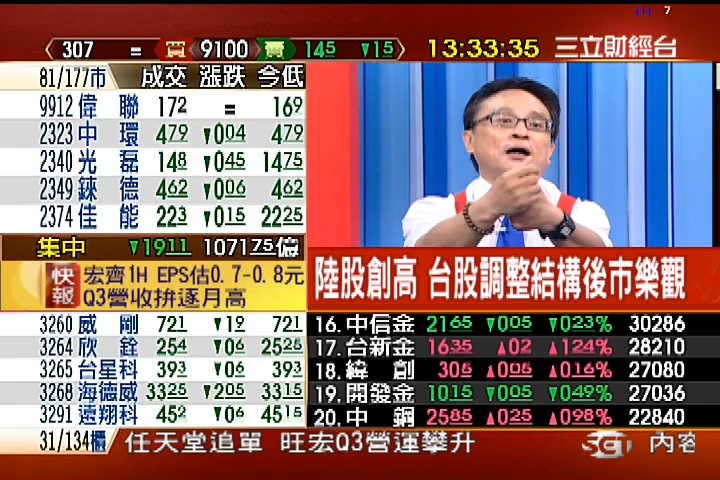 7
307 = 買 9100 賣 145 ▼15 13:33:35 三立財經台
81/177市 成交 漲跌 今低
9912 偉聯 172 = 169
2323 中環 479 ▼004 479
2340 光磊 148 ▼045 1475
2349 錸德 462 ▼006 462
2374 佳能 223 ▼015 2225
集中 ▼1911 107175億
快報 宏齊1H EPS估0.7-0.8元
Q3營收拚逐月高
陸股創高 台股調整結構後市樂觀
3260 威剛 721 ▼19 721
3264 欣銓 254 ▼06 2525
3265 台星科 393 ▼06 393
3268 海德威 3325 ▼205 3315
3291 遠翔科 452 ▼06 4515
31/134櫃
16. 中信金 2165 ▼005 ▼023% 30286
17. 台新金 1635 ▲02 ▲124% 28210
18. 緯創 305 ▲005 ▲016% 27080
19. 開發金 1015 ▼005 ▼049% 27036
20. 中鋼 2585 ▲025 ▲098% 22840
任天堂追單 旺宏Q3營運攀升 內容